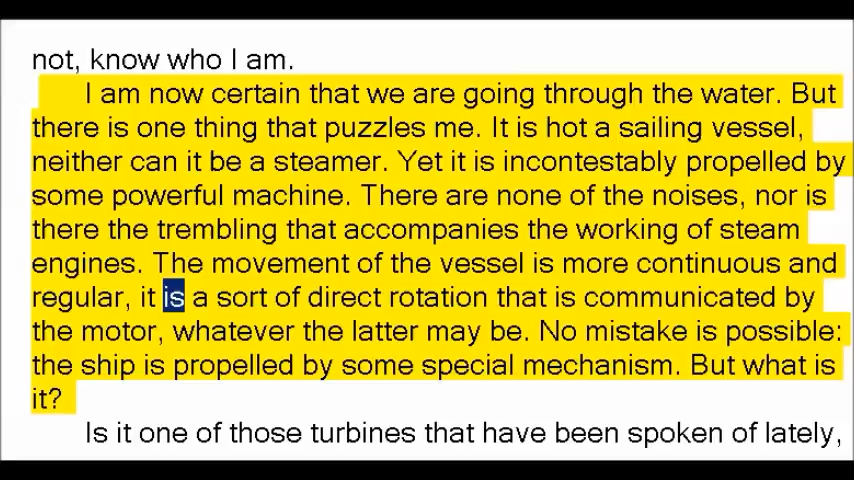 not, know who I am.
I am now certain that we are going through the water. But
there is one thing that puzzles me. It is hot a sailing vessel,
neither can it be a steamer. Yet it is incontestably propelled by
some powerful machine. There are none of the noises, nor is
there the trembling that accompanies the working of steam
engines. The movement of the vessel is more continuous and
regular, it is a sort of direct rotation that is communicated by
the motor, whatever the latter may be. No mistake is possible:
the ship is propelled by some special mechanism. But what is
it?
Is it one of those turbines that have been spoken of lately,